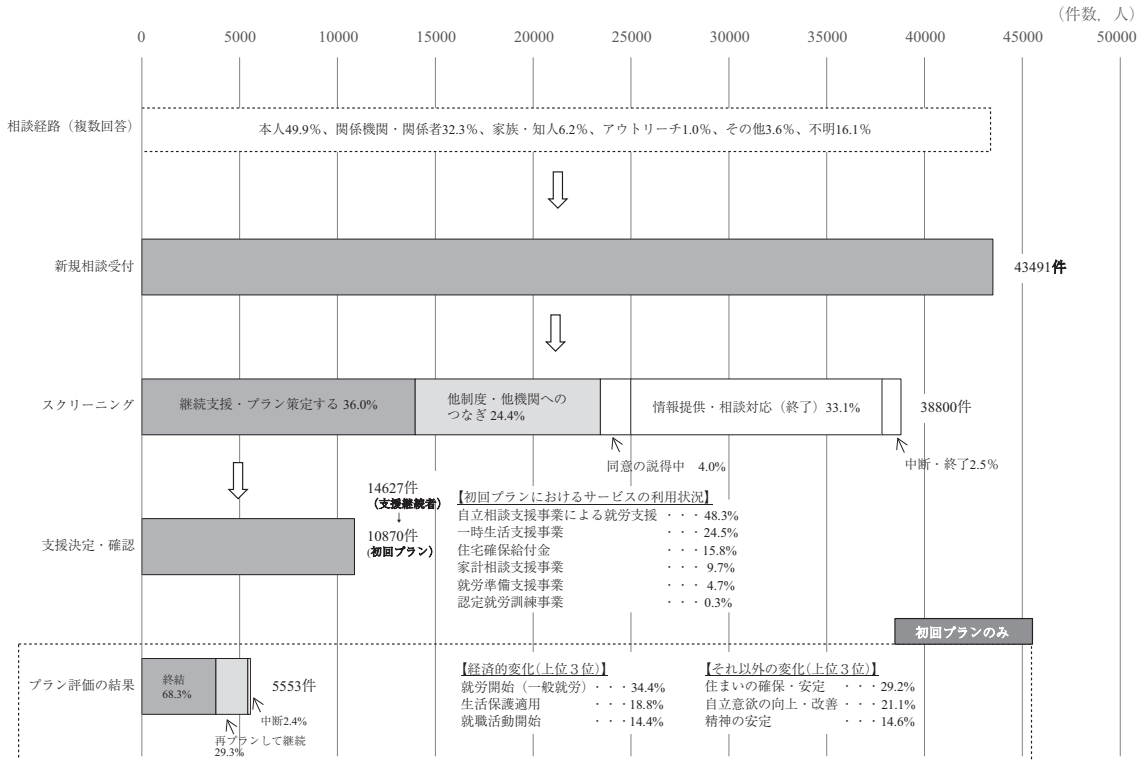 （件数，人）
0 5000 10000 15000 20000 25000 30000 35000 40000 45000 50000
相談経路（複数回答）
本人49.9%、関係機関・関係者32.3%、家族・知人6.2%、アウトリーチ1.0%、その他3.6%、不明16.1%
新規相談受付
43491件
スクリーニング
継続支援・プラン策定する 36.0%
他制度・他機関への
つなぎ 24.4%
情報提供・相談対応（終了）33.1%
38800件
同意の説得中 4.0%
中断・終了2.5%
支援決定・確認
14627件
（支援継続者）
↓
10870件
（初回プラン）
【初回プランにおけるサービスの利用状況】
自立相談支援事業による就労支援 ・・・48.3%
一時生活支援事業 ・・・24.5%
住宅確保給付金 ・・・15.8%
家計相談支援事業 ・・・ 9.7%
就労準備支援事業 ・・・ 4.7%
認定就労訓練事業 ・・・ 0.3%
初回プランのみ
プラン評価の結果
終結
68.3%
5553件
中断2.4%
再プランして継続
29.3%
【経済的変化(上位３位)】
就労開始（一般就労）・・・34.4%
生活保護適用 ・・・18.8%
就職活動開始 ・・・14.4%
【それ以外の変化(上位３位)】
住まいの確保・安定 ・・・29.2%
自立意欲の向上・改善 ・・・21.1%
精神の安定 ・・・14.6%